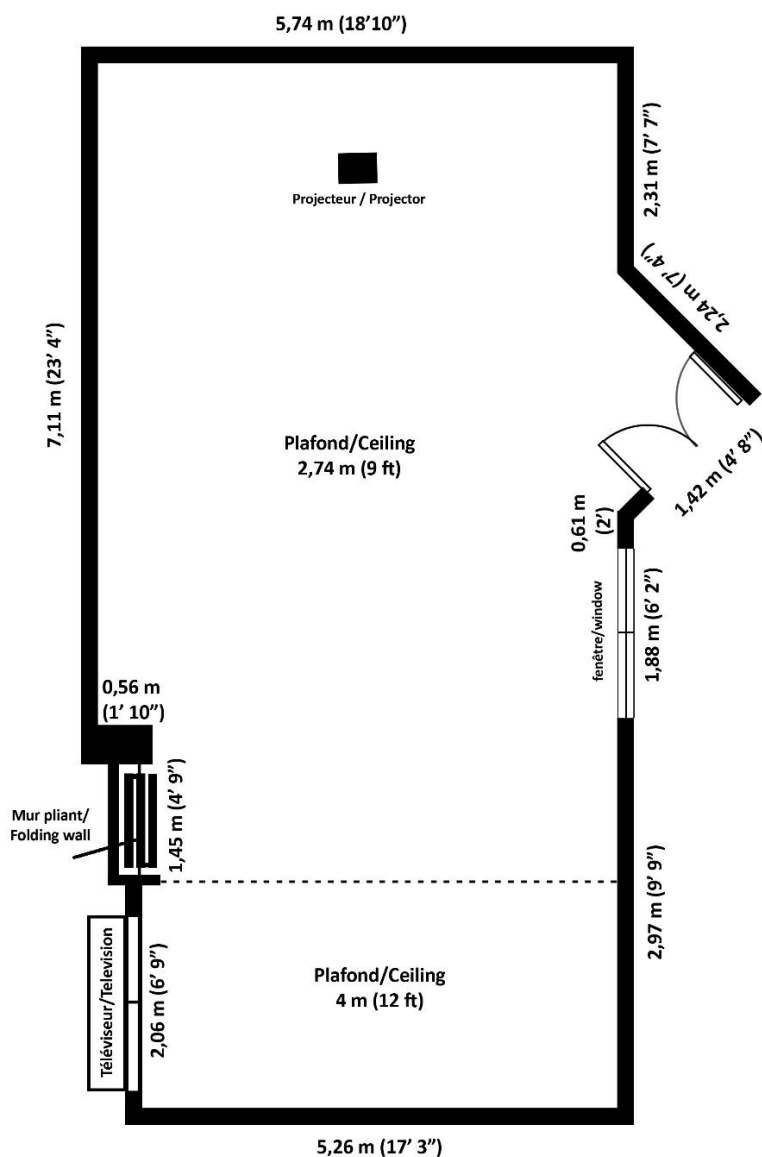 5,74 m (18’10”)
2,31 m (7’ 7”)
Projecteur / Projector
2,24 m (7’ 4”)
7,11 m (23’ 4”)
Plafond/Ceiling
2,74 m (9 ft)
1,42 m (4’ 8”)
0,61 m
(2’)
fenêtre/window
1,88 m (6’ 2”)
0,56 m
(1’ 10”)
Mur pliant/
Folding wall
1,45 m (4’ 9”)
2,97 m (9’ 9”)
Téléviseur/Television
2,06 m (6’ 9”)
Plafond/Ceiling
4 m (12 ft)
5,26 m (17’ 3”)